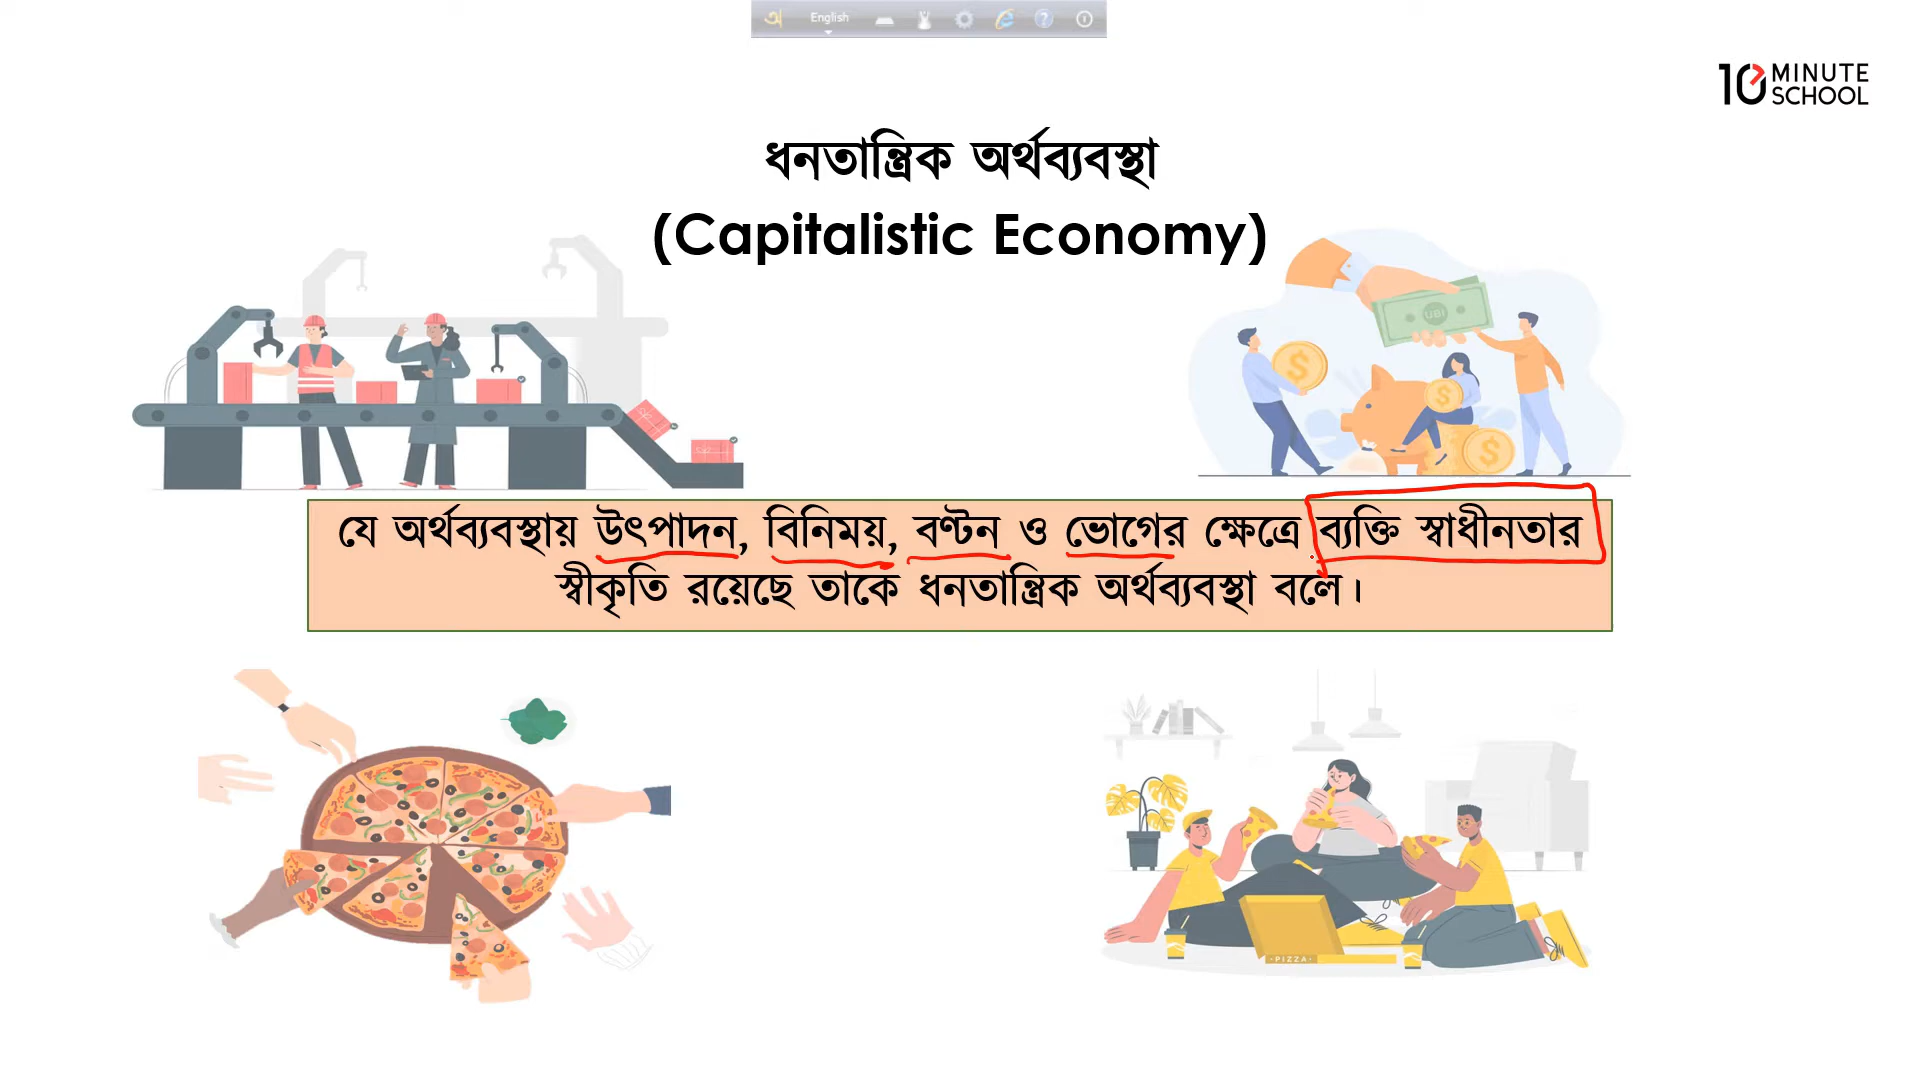 অ English
10 MINUTE
SCHOOL
ধনতান্ত্রিক অর্থব্যবস্থা
(Capitalistic Economy)
UBI
যে অর্থব্যবস্থায় উৎপাদন, বিনিময়, বণ্টন ও ভোগের ক্ষেত্রে ব্যক্তি স্বাধীনতার
স্বীকৃতি রয়েছে তাকে ধনতান্ত্রিক অর্থব্যবস্থা বলে।
PIZZA